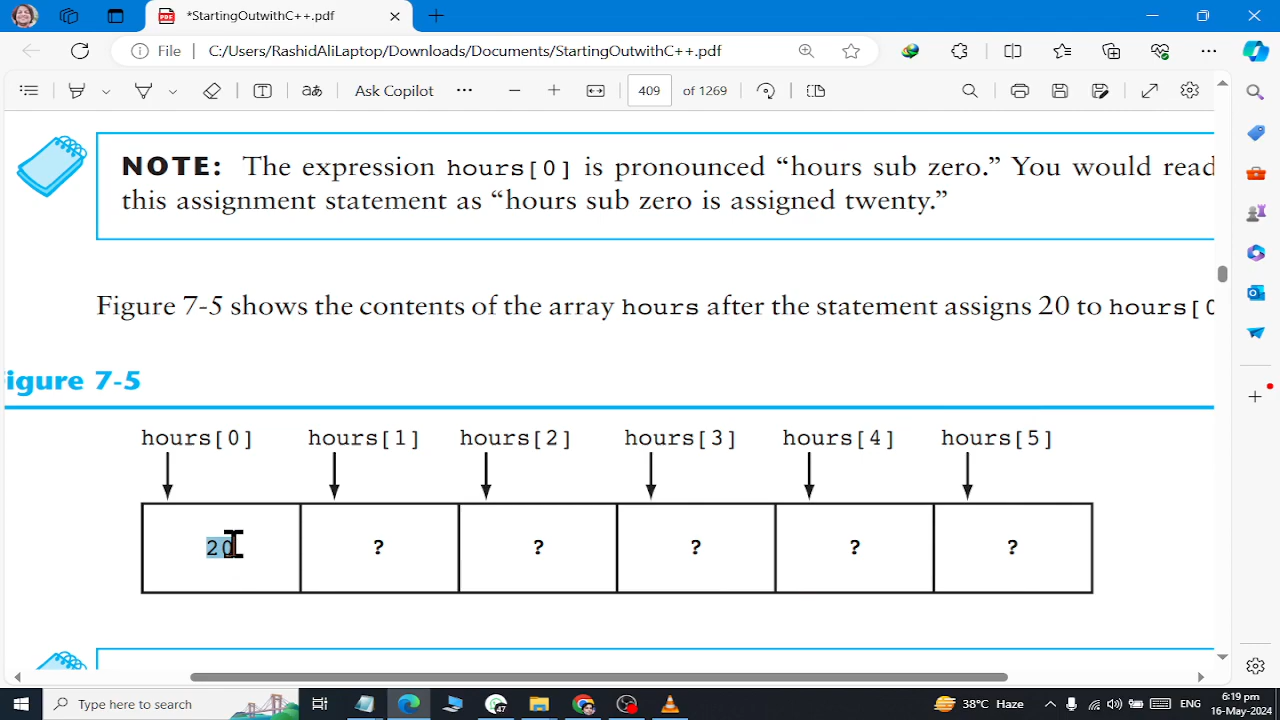 *StartingOutwithC++.pdf
File
C:/Users/RashidAliLaptop/Downloads/Documents/StartingOutwithC++.pdf
aあ
Ask Copilot
409
of 1269
NOTE: The expression hours[0] is pronounced “hours sub zero.” You would read
this assignment statement as “hours sub zero is assigned twenty.”
Figure 7-5 shows the contents of the array hours after the statement assigns 20 to hours[0
igure 7-5
hours[0] hours[1] hours[2] hours[3] hours[4] hours[5]
20 ? ? ? ? ?
Type here to search
47
38°C Haze
ENG
6:19 pm
16-May-2024